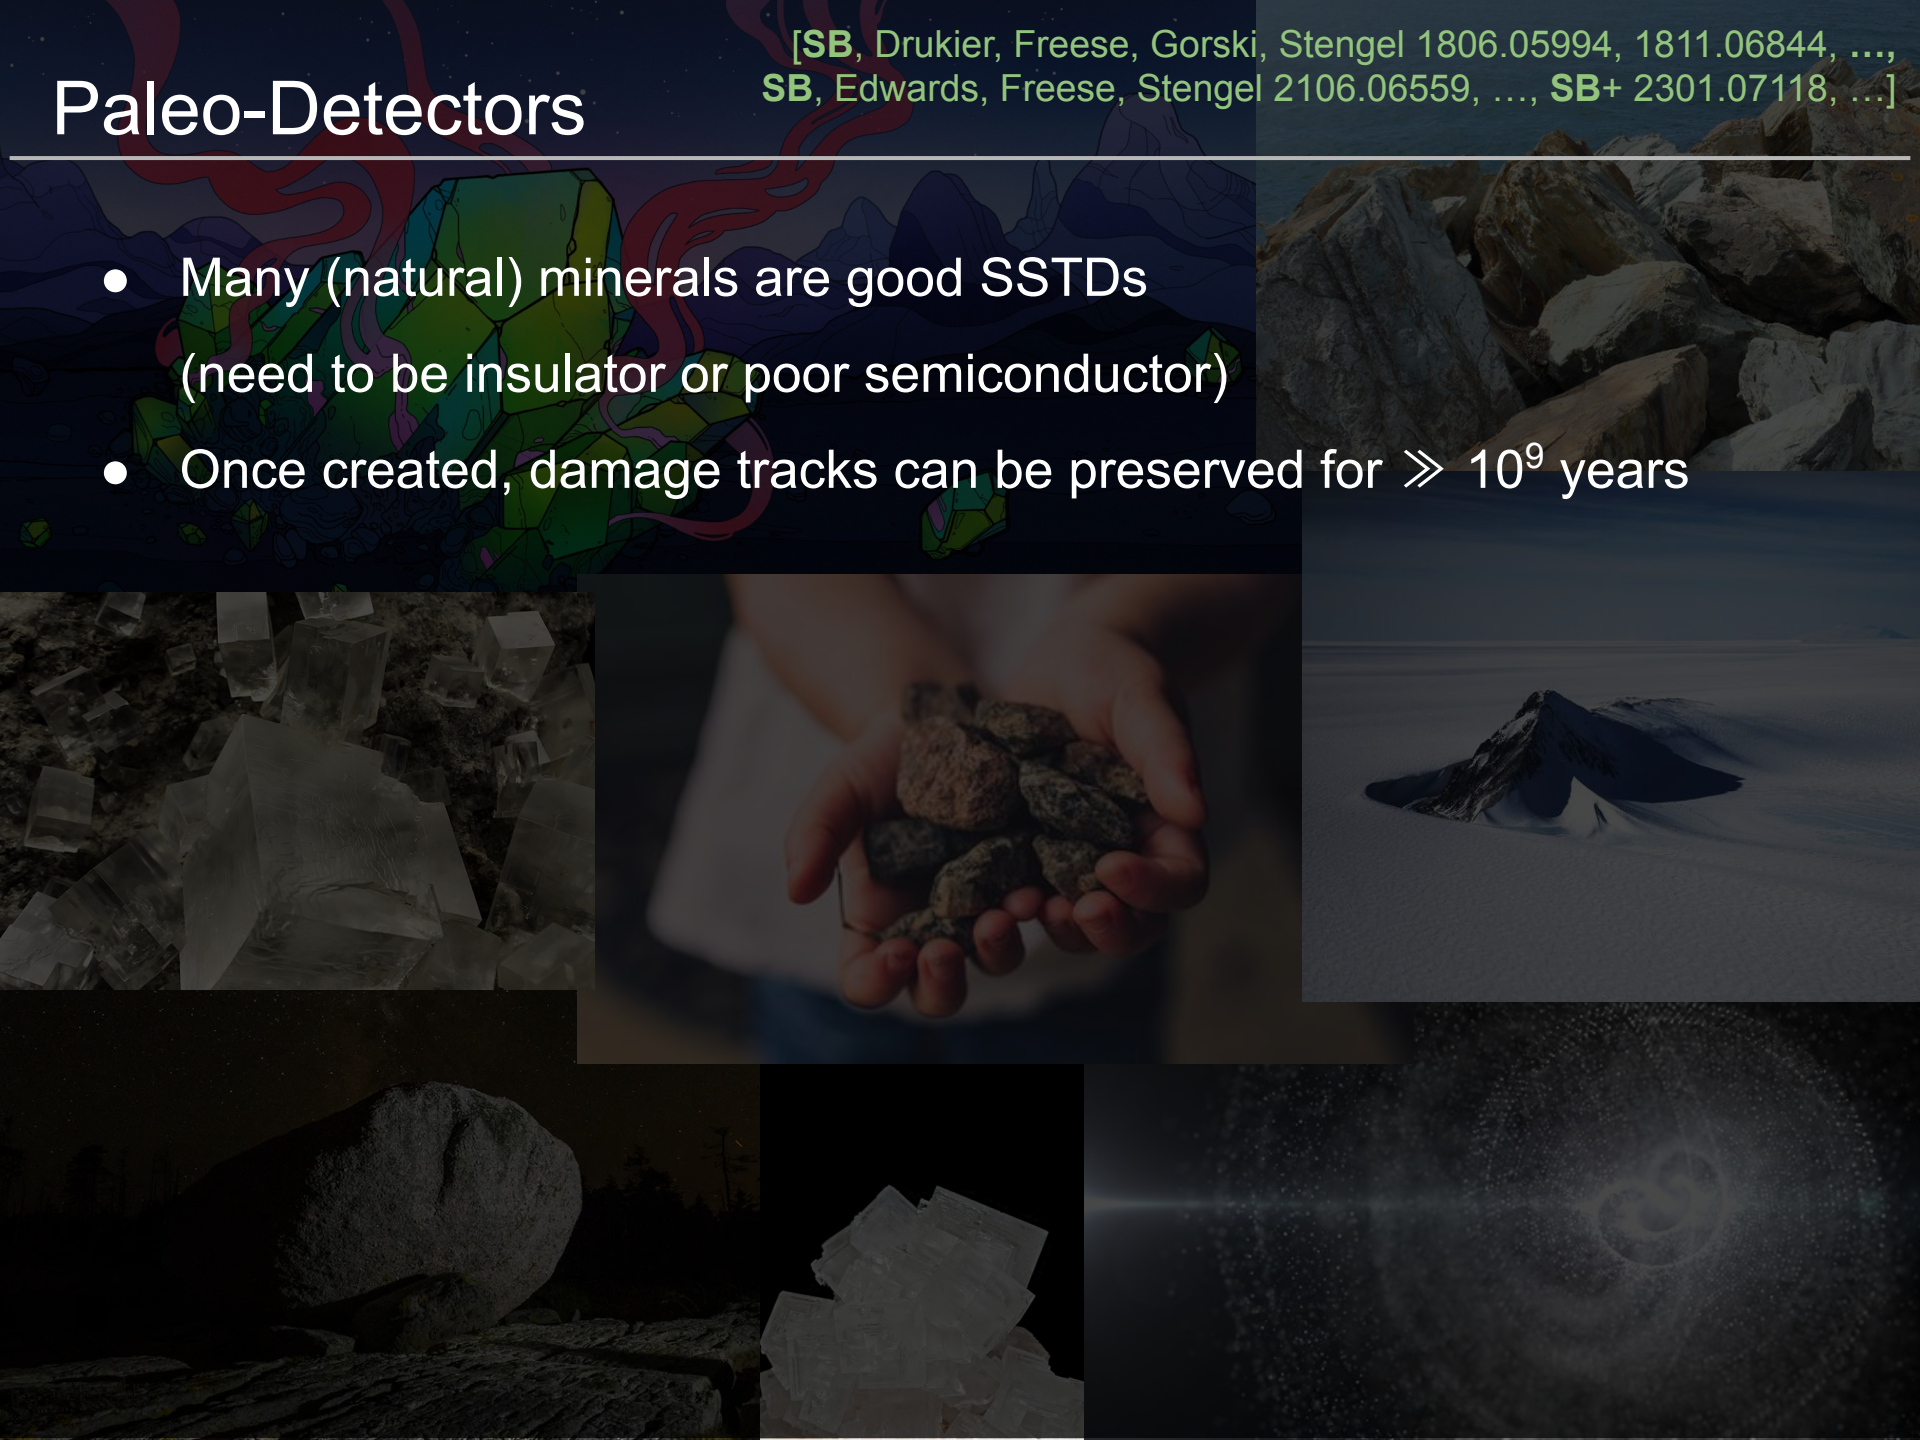 [SB, Drukier, Freese, Gorski, Stengel 1806.05994, 1811.06844, …,
SB, Edwards, Freese, Stengel 2106.06559, …, SB+ 2301.07118, …]
Paleo-Detectors
● Many (natural) minerals are good SSTDs
(need to be insulator or poor semiconductor)
● Once created, damage tracks can be preserved for ≫ 10⁹ years